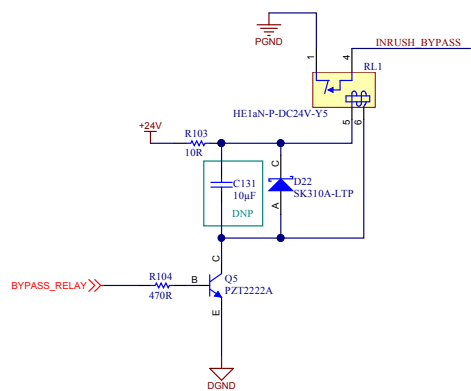 PGND
1
4
INRUSH_BYPASS
RL1
HE1aN-P-DC24V-Y5
5
6
+24V
R103
10R
C
C131
10µF
D22
SK310A-LTP
DNP
A
C
Q5
R104
BYPASS_RELAY
B
470R
PZT2222A
E
DGND